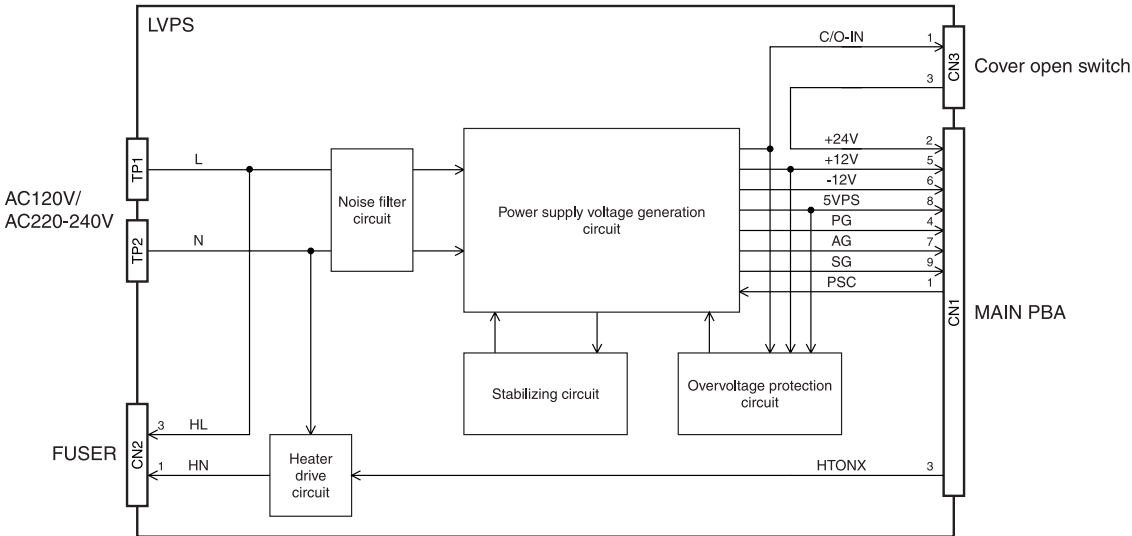 LVPS
C/O-IN
1
CN3
Cover open switch
3
+24V
2
+12V
5
-12V
6
5VPS
8
PG
4
AG
7
SG
9
PSC
1
CN1
MAIN PBA
TP1
L
AC120V/
AC220-240V
TP2
N
Noise filter
circuit
Power supply voltage generation
circuit
Stabilizing circuit
Overvoltage protection
circuit
FUSER
CN2
3
HL
1
HN
Heater
drive
circuit
HTONX
3